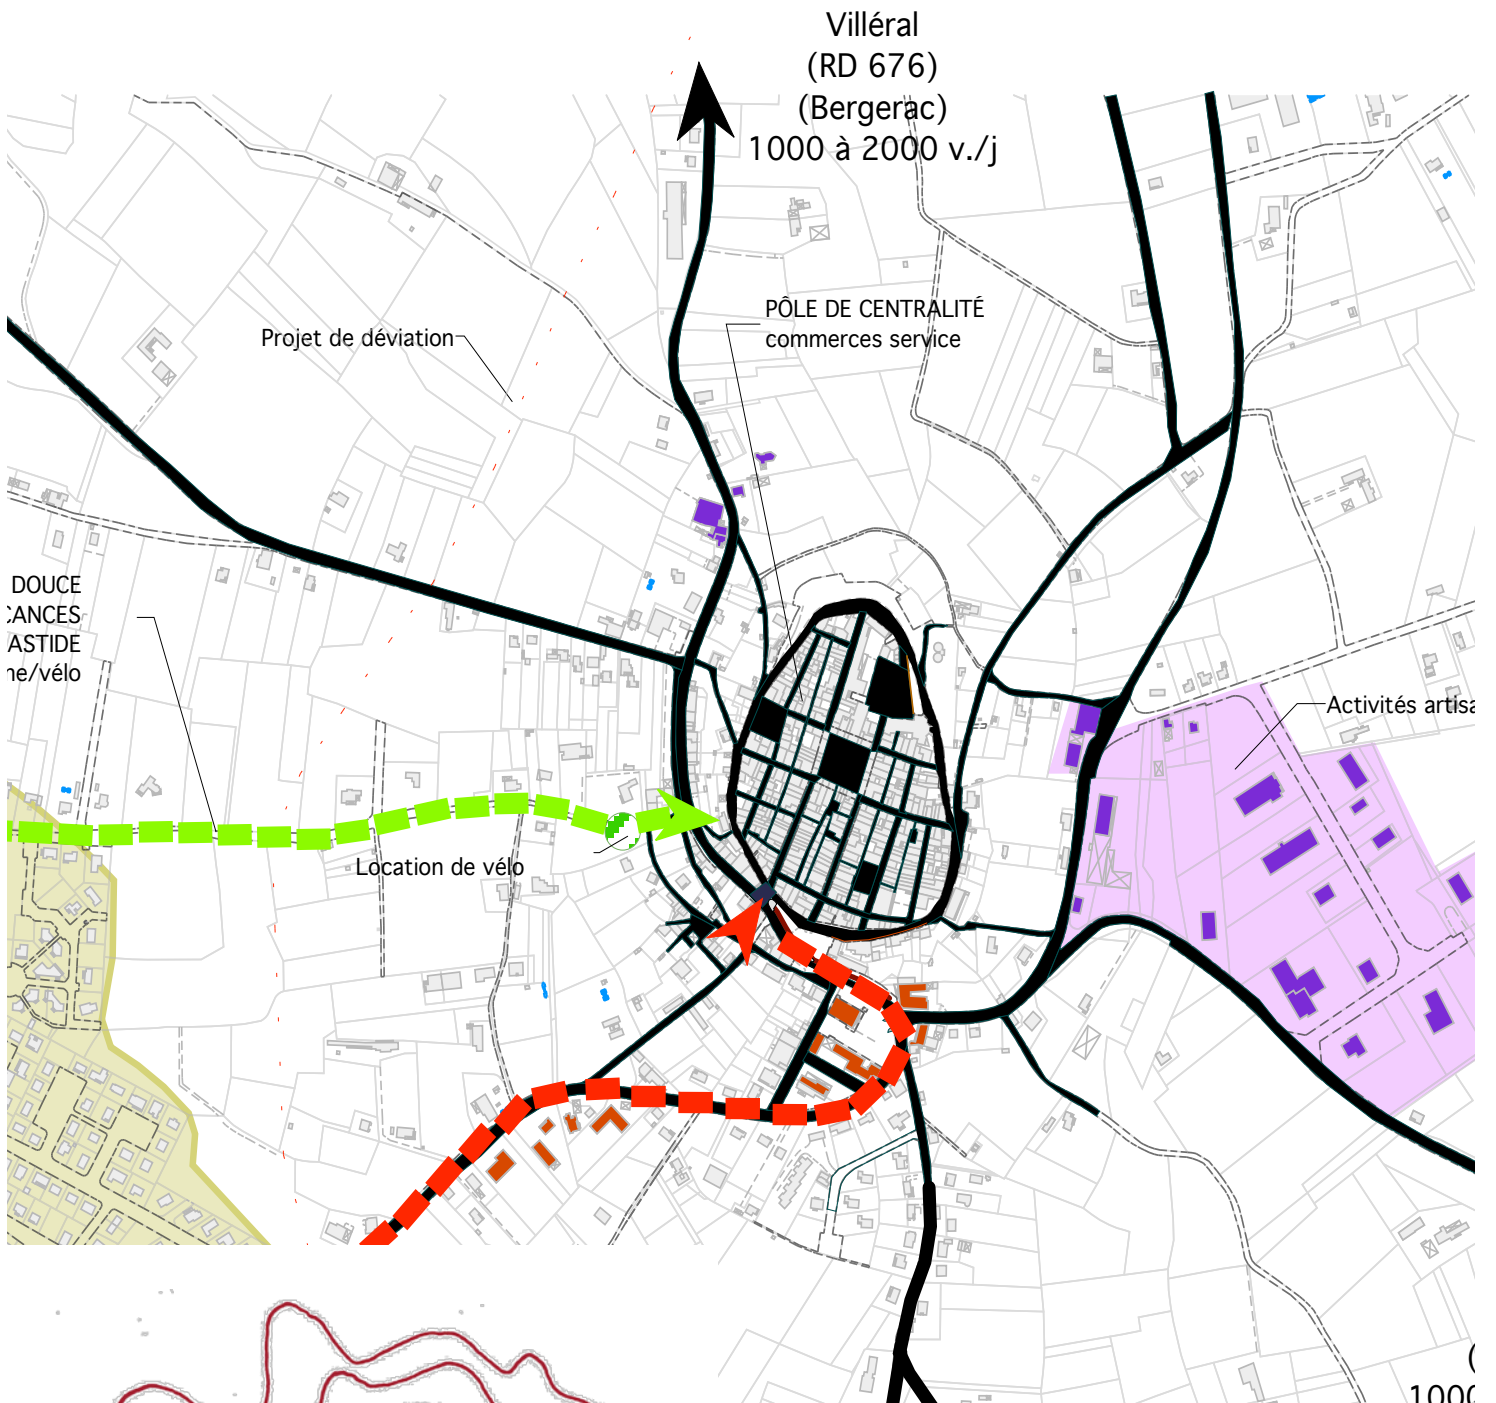 Villéral
(RD 676)
(Bergerac)
1000 à 2000 v./j
PÔLE DE CENTRALITÉ
commerces service
Projet de déviation
DOUCE
CANCES
ASTIDE
ne/vélo
Activités artisa
Location de vélo
(
1000